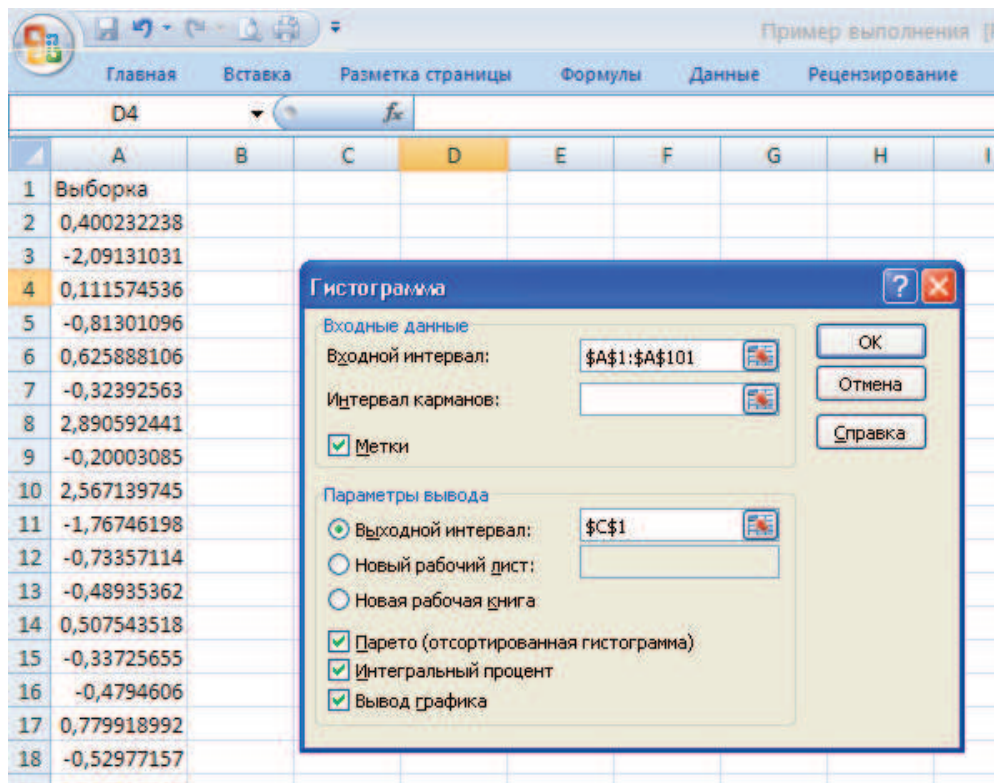 Пример выполнения
Главная Вставка Разметка страницы Формулы Данные Рецензирование
D4 fx
A B C D E F G H I
1 Выборка
2 0,400232238
3 -2,09131031
4 0,111574536
5 -0,81301096
6 0,625888106
7 -0,32392563
8 2,890592441
9 -0,20003085
10 2,567139745
11 -1,76746198
12 -0,73357114
13 -0,48935362
14 0,507543518
15 -0,33725655
16 -0,4794606
17 0,779918992
18 -0,52977157
Гистограмма
Входные данные
Входной интервал: $A$1:$A$101
Интервал карманов:
Метки
OK
Отмена
Справка
Параметры вывода
Выходной интервал: $C$1
Новый рабочий лист:
Новая рабочая книга
Парето (отсортированная гистограмма)
Интегральный процент
Вывод графика